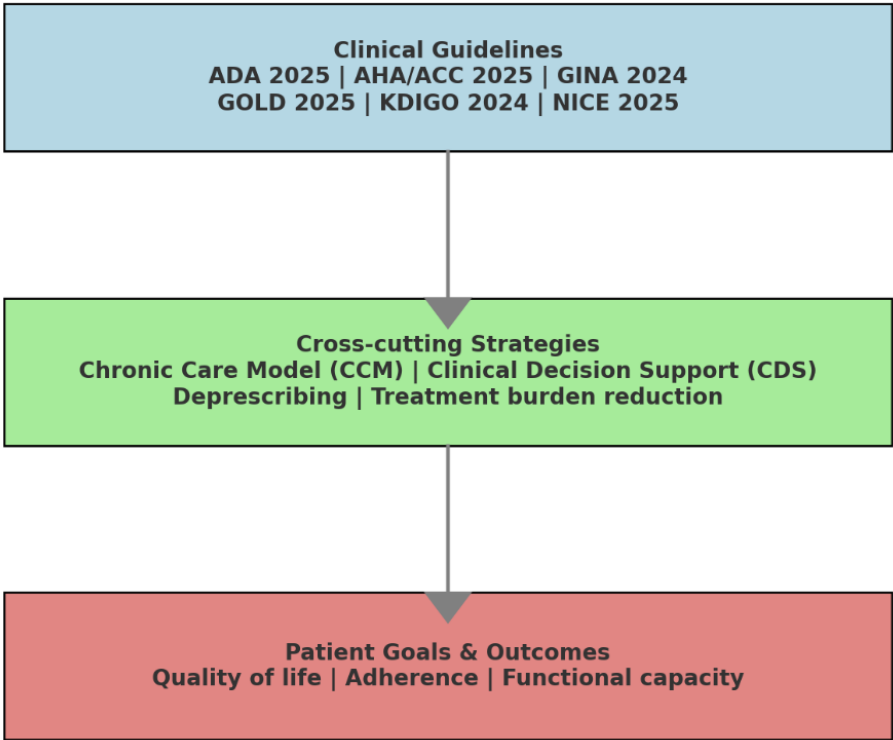 Clinical Guidelines
ADA 2025 | AHA/ACC 2025 | GINA 2024
GOLD 2025 | KDIGO 2024 | NICE 2025
Cross-cutting Strategies
Chronic Care Model (CCM) | Clinical Decision Support (CDS)
Deprescribing | Treatment burden reduction
Patient Goals & Outcomes
Quality of life | Adherence | Functional capacity